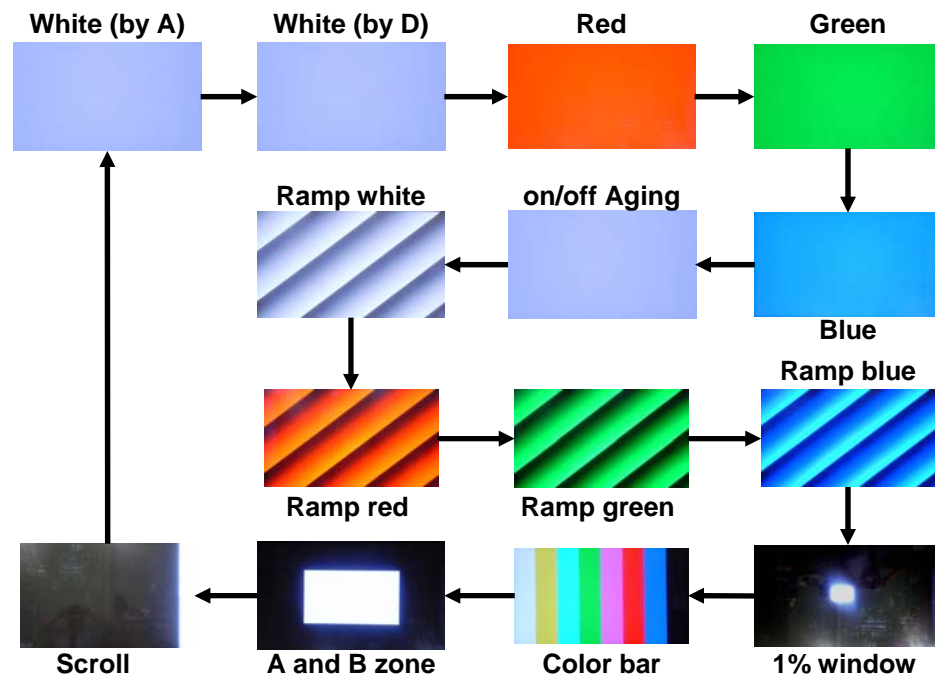 White (by A)
White (by D)
Red
Green
Ramp white
on/off Aging
Blue
Ramp blue
Ramp red
Ramp green
Scroll
A and B zone
Color bar
1% window